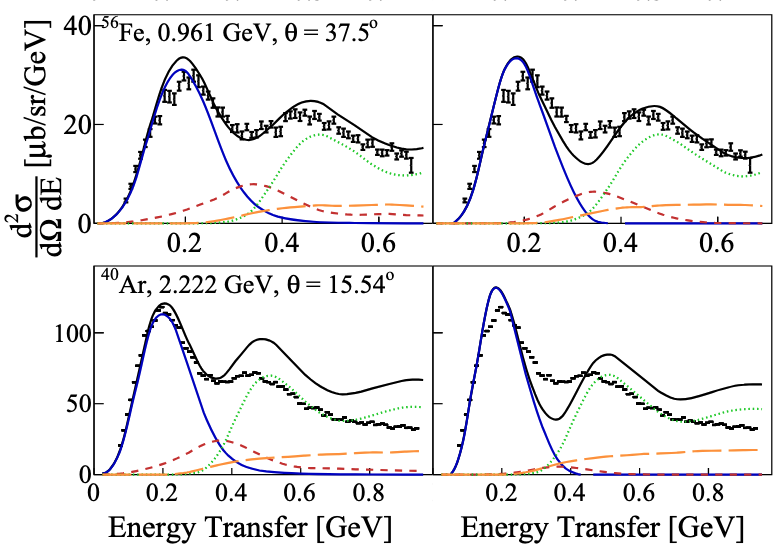 ⁵⁶Fe, 0.961 GeV, θ = 37.5°
40
20
0
0.2 0.4 0.6
0.2 0.4 0.6
d²σ/dΩ dE [μb/sr/GeV]
⁴⁰Ar, 2.222 GeV, θ = 15.54°
100
50
0
0 0.2 0.4 0.6 0.8
0.2 0.4 0.6 0.8
Energy Transfer [GeV]
Energy Transfer [GeV]